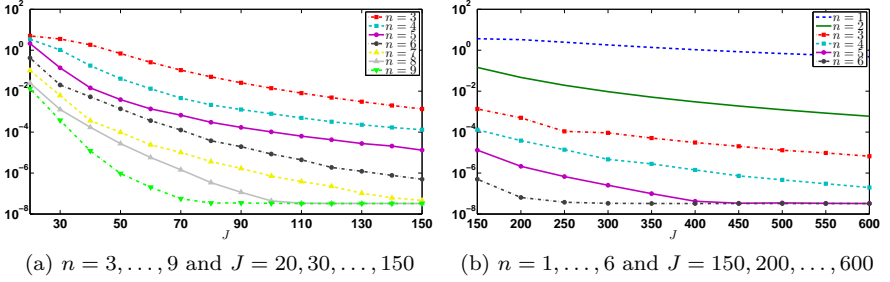 10^2
10^0
10^{-2}
10^{-4}
10^{-6}
10^{-8}
30 50 70 90 110 130 150
J
n = 3
n = 4
n = 5
n = 6
n = 7
n = 8
n = 9
(a) n = 3, . . . , 9 and J = 20, 30, . . . , 150
10^2
10^0
10^{-2}
10^{-4}
10^{-6}
10^{-8}
150 200 250 300 350 400 450 500 550 600
J
n = 1
n = 2
n = 3
n = 4
n = 5
n = 6
(b) n = 1, . . . , 6 and J = 150, 200, . . . , 600